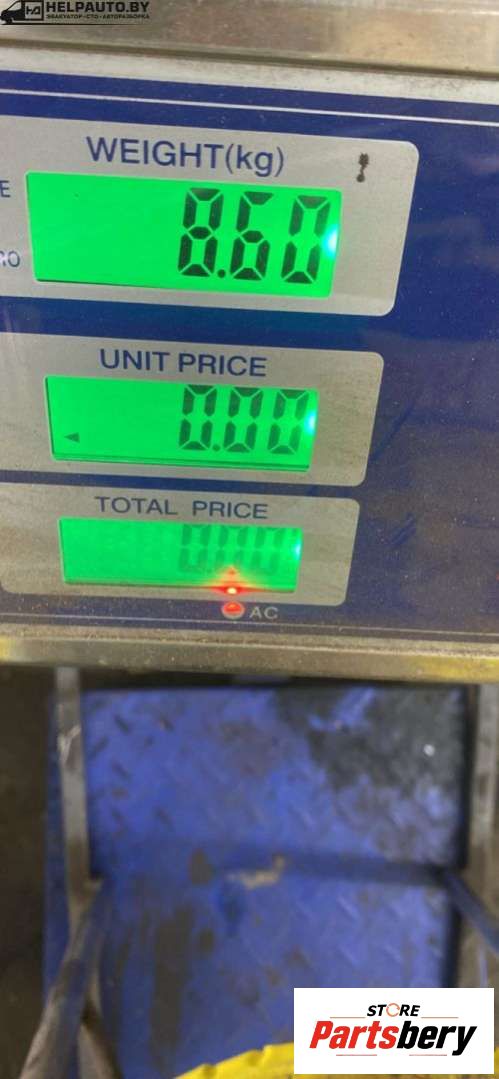 HELPAUTO.BY
ЭВАКУАТОР•СТО•АВТОРАЗБОРКА
WEIGHT(kg)
E
RO
8.60
UNIT PRICE
0.00
TOTAL PRICE
0.00
AC
STORE
Partsbery